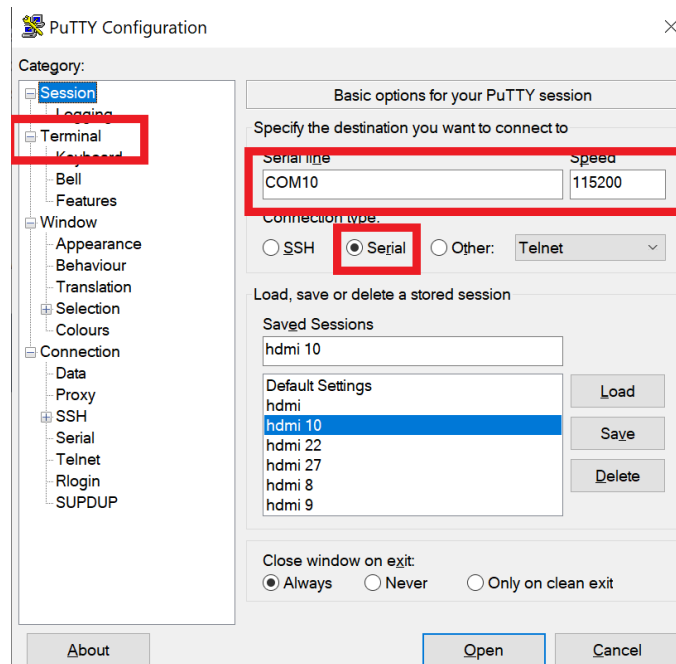 PuTTY Configuration
Category:
Session
Logging
Terminal
Keyboard
Bell
Features
Window
Appearance
Behaviour
Translation
Selection
Colours
Connection
Data
Proxy
SSH
Serial
Telnet
Rlogin
SUPDUP
Basic options for your PuTTY session
Specify the destination you want to connect to
Serial line Speed
COM10 115200
Connection type:
SSH Serial Other: Telnet
Load, save or delete a stored session
Saved Sessions
hdmi 10
Default Settings
hdmi
hdmi 10
hdmi 22
hdmi 27
hdmi 8
hdmi 9
Load
Save
Delete
Close window on exit:
Always Never Only on clean exit
About Open Cancel